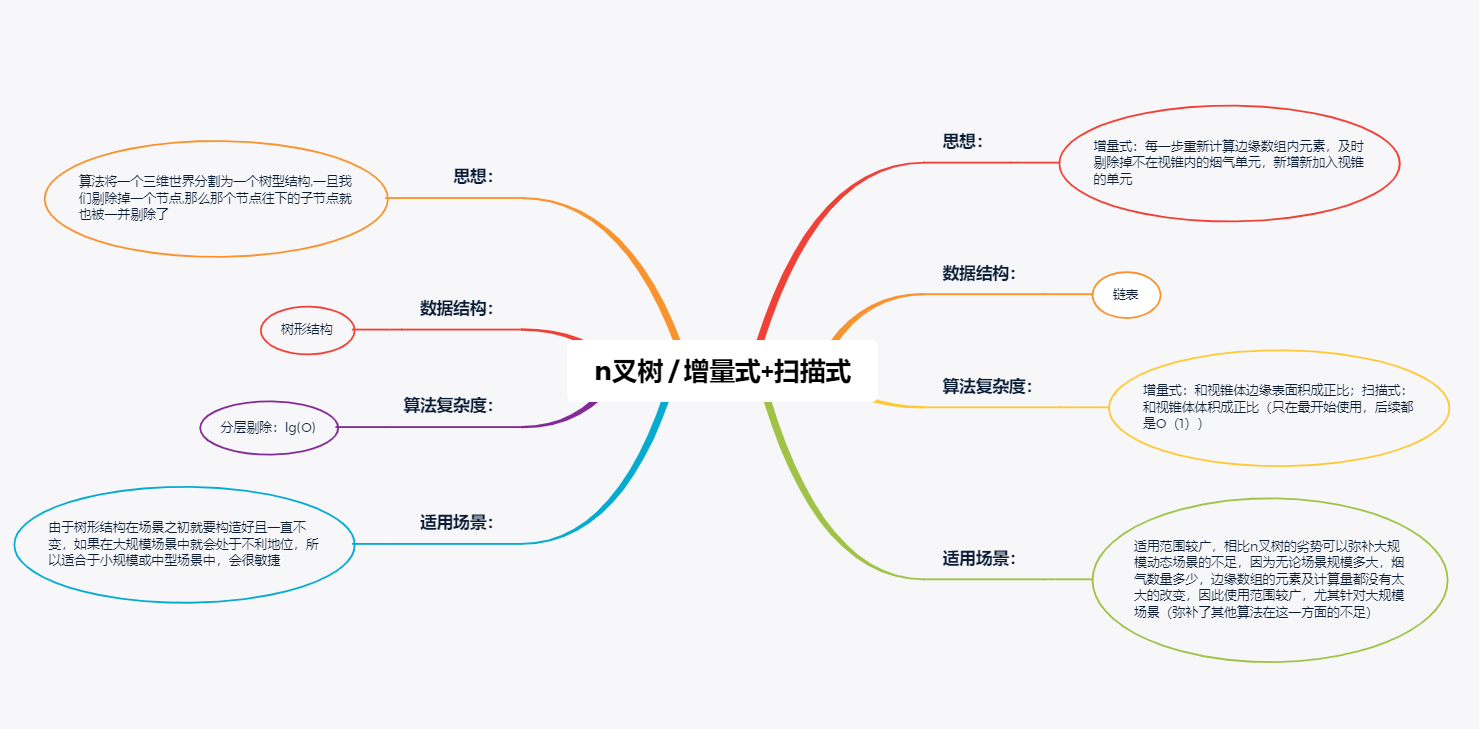 n叉树 / 增量式+扫描式
思想：
算法将一个三维世界分割为一个树型结构,一旦我
们剔除掉一个节点,那么那个节点往下的子节点就
也被一并剔除了
数据结构：
树形结构
算法复杂度：
分层剔除：lg(O)
适用场景：
由于树形结构在场景之初就要构造好且一直不
变，如果在大规模场景中就会处于不利地位，所
以适合于小规模或中型场景中，会很敏捷
思想：
增量式：每一步重新计算边缘数组内元素，及时
剔除掉不在视锥内的烟气单元，新增新加入视锥
的单元
数据结构：
链表
算法复杂度：
增量式：和视锥体边缘表面积成正比；扫描式：
和视锥体体积成正比（只在最开始使用，后续都
是O（1））
适用场景：
适用范围较广，相比n叉树的劣势可以弥补大规
模动态场景的不足，因为无论场景规模多大，烟
气数量多少，边缘数组的元素及计算量都没有太
大的改变，因此使用范围较广，尤其针对大规模
场景（弥补了其他算法在这一方面的不足）